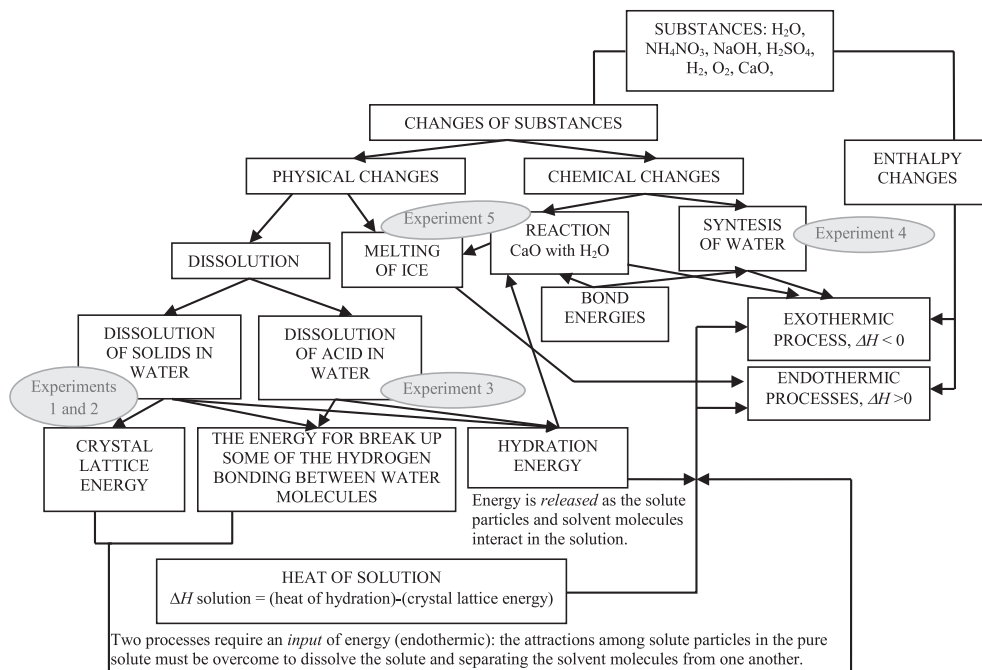 SUBSTANCES: H₂O,
NH₄NO₃, NaOH, H₂SO₄,
H₂, O₂, CaO,
CHANGES OF SUBSTANCES
ENTHALPY
CHANGES
PHYSICAL CHANGES
CHEMICAL CHANGES
Experiment 5
REACTION
CaO with H₂O
SYNTESIS
OF WATER
Experiment 4
DISSOLUTION
MELTING
OF ICE
BOND
ENERGIES
EXOTHERMIC
PROCESS, ΔH < 0
DISSOLUTION
OF SOLIDS IN
WATER
DISSOLUTION
OF ACID IN
WATER
ENDOTHERMIC
PROCESSES, ΔH >0
Experiments
1 and 2
Experiment 3
CRYSTAL
LATTICE
ENERGY
THE ENERGY FOR BREAK UP
SOME OF THE HYDROGEN
BONDING BETWEEN WATER
MOLECULES
HYDRATION
ENERGY
Energy is released as the solute
particles and solvent molecules
interact in the solution.
HEAT OF SOLUTION
ΔH solution = (heat of hydration)-(crystal lattice energy)
Two processes require an input of energy (endothermic): the attractions among solute particles in the pure
solute must be overcome to dissolve the solute and separating the solvent molecules from one another.